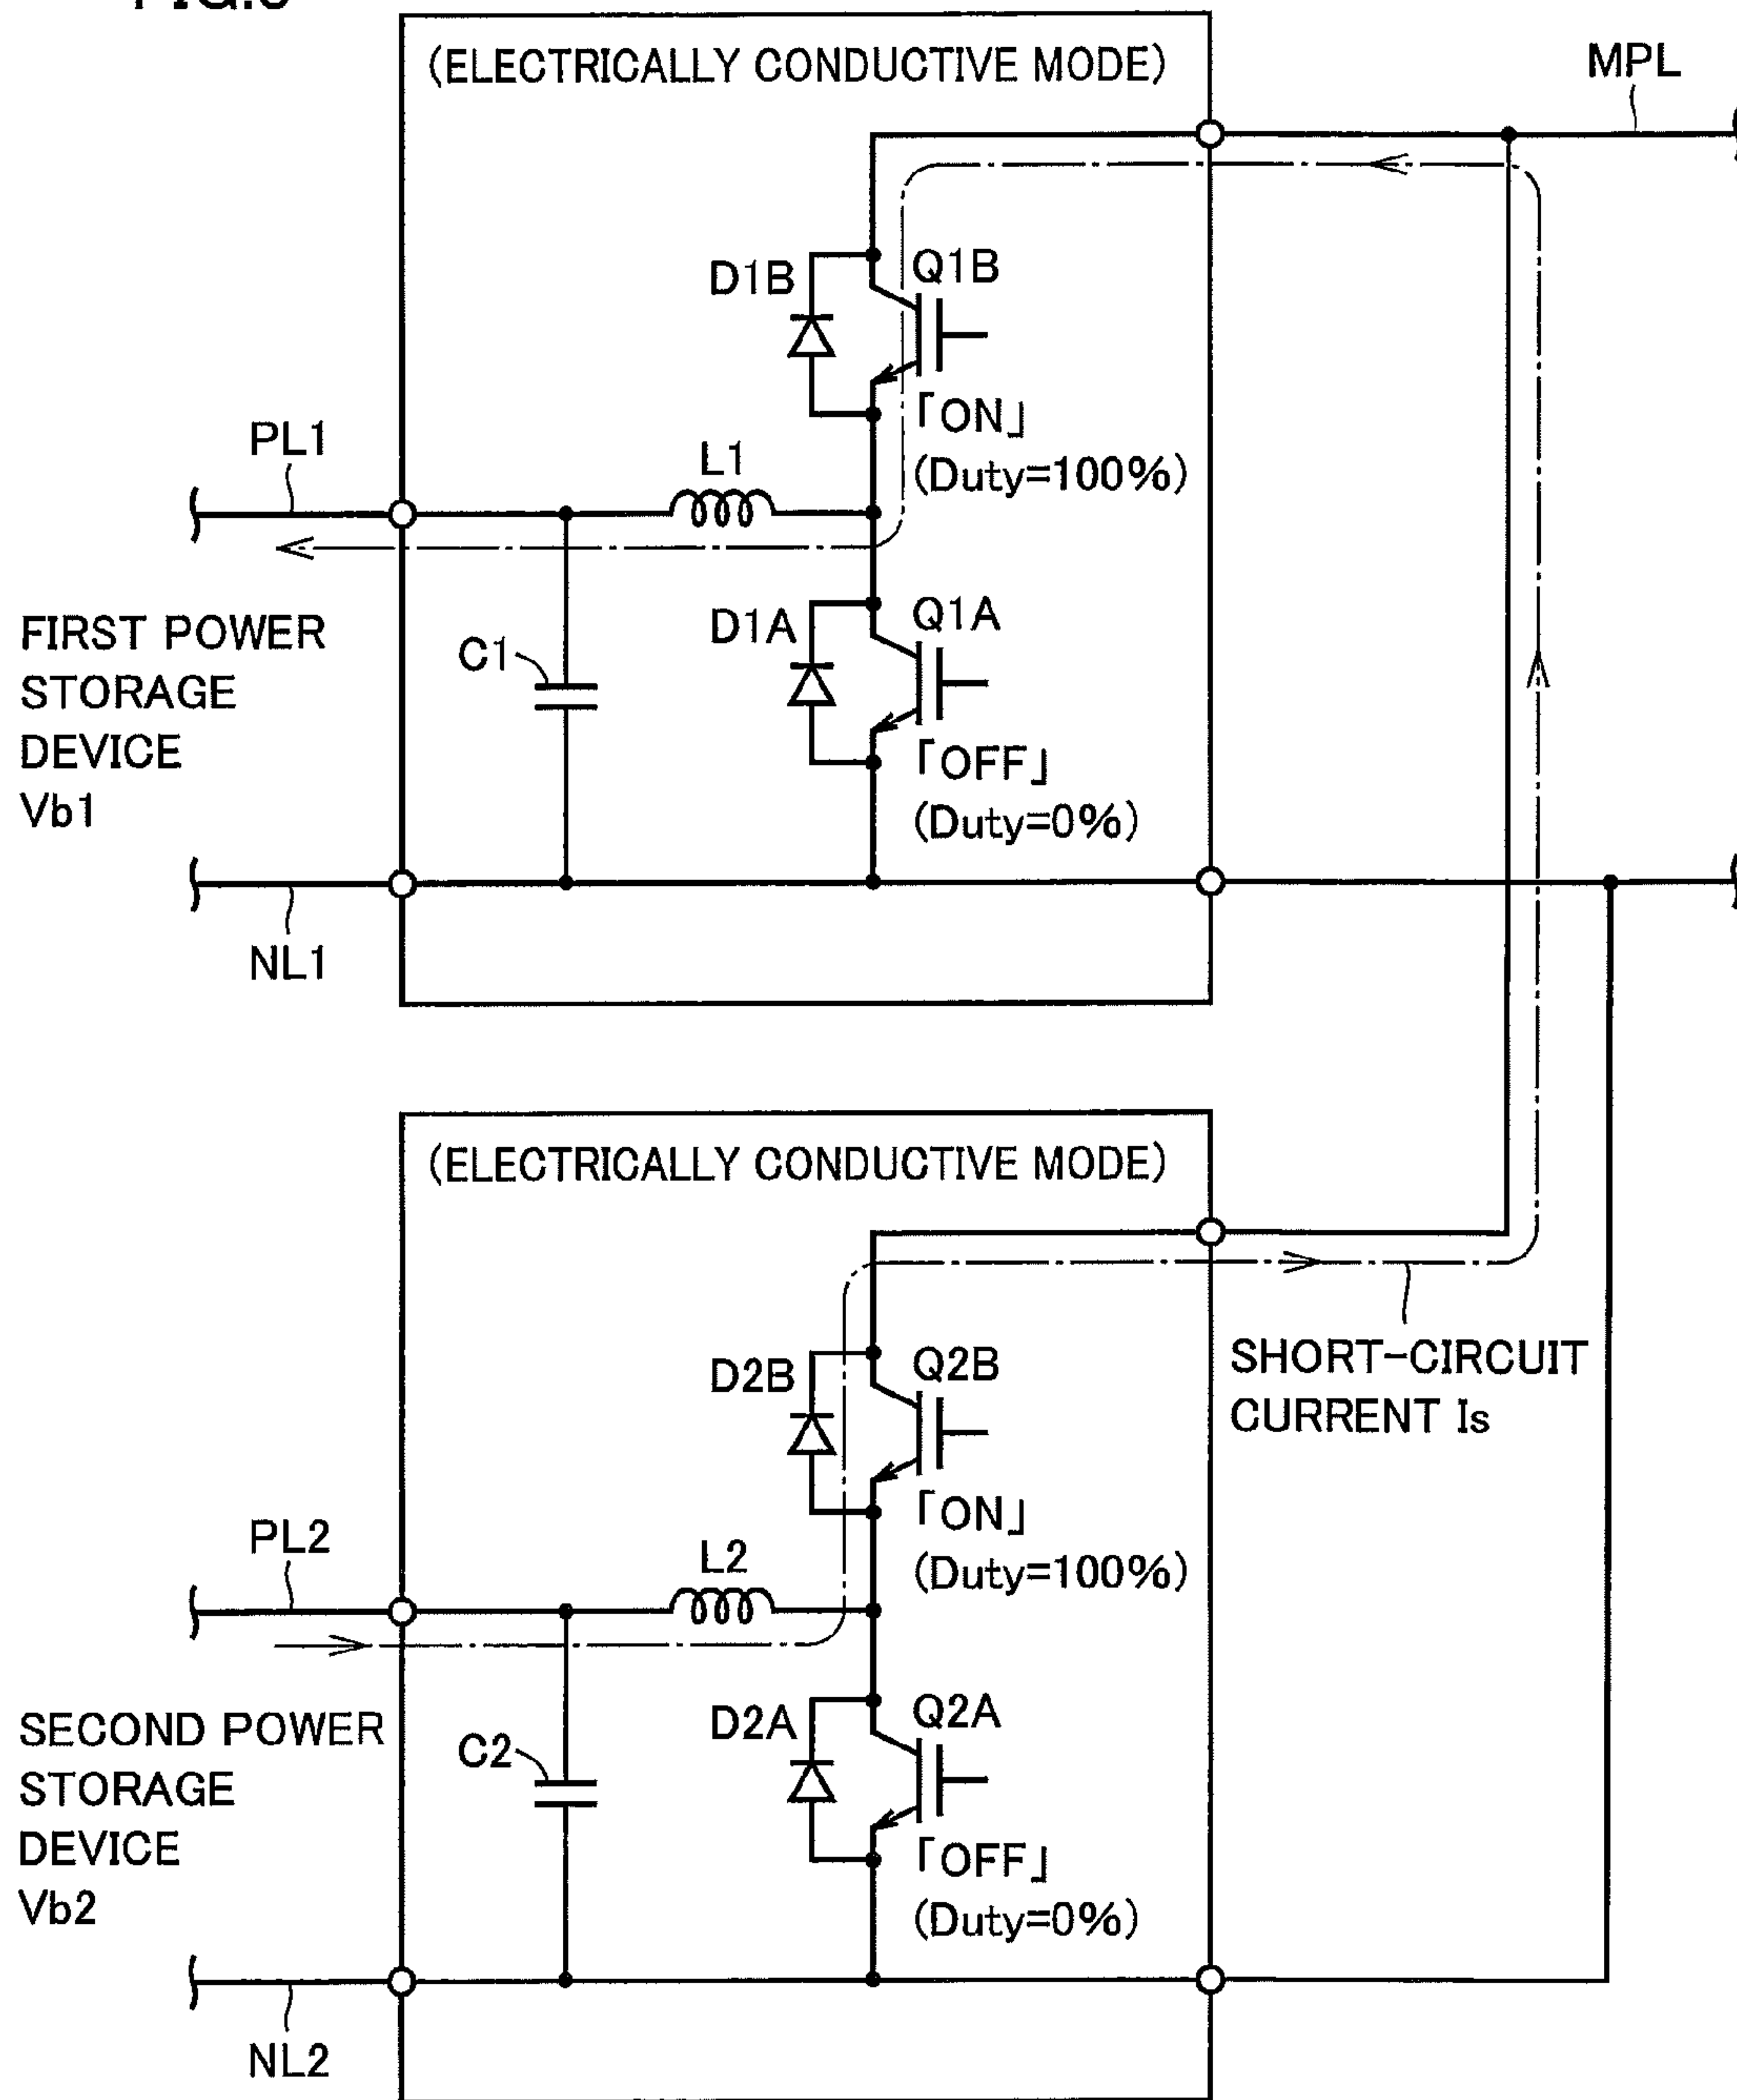 FIG.
(ELECTRICALLY CONDUCTIVE MODE)
MPL
D1B
Q1B
「ON」
(Duty=100%)
PL1
L1
FIRST POWER
STORAGE
DEVICE
Vb1
C1
D1A
Q1A
「OFF」
(Duty=0%)
NL1
(ELECTRICALLY CONDUCTIVE MODE)
SHORT-CIRCUIT
CURRENT Is
D2B
Q2B
「ON」
(Duty=100%)
PL2
L2
SECOND POWER
STORAGE
DEVICE
Vb2
C2
D2A
Q2A
「OFF」
(Duty=0%)
NL2